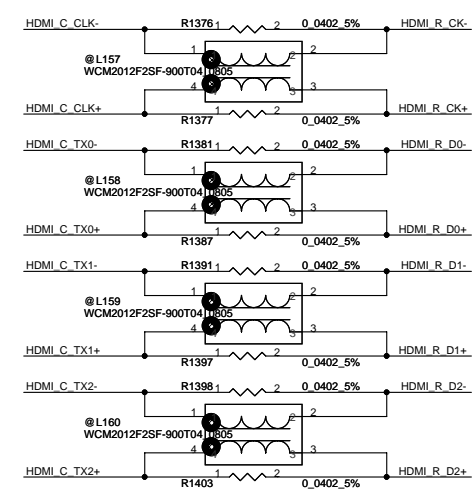 HDMI_C_CLK- R1376 1 2 0_0402_5% HDMI_R_CK-
1 2
@L157
WCM2012F2SF-900T04_0805
4 3
HDMI_C_CLK+ 1 2 HDMI_R_CK+
R1377 0_0402_5%
HDMI_C_TX0- R1381 1 2 0_0402_5% HDMI_R_D0-
1 2
@L158
WCM2012F2SF-900T04_0805
4 3
HDMI_C_TX0+ 1 2 HDMI_R_D0+
R1387 0_0402_5%
HDMI_C_TX1- R1391 1 2 0_0402_5% HDMI_R_D1-
1 2
@L159
WCM2012F2SF-900T04_0805
4 3
HDMI_C_TX1+ 1 2 HDMI_R_D1+
R1397 0_0402_5%
HDMI_C_TX2- R1398 1 2 0_0402_5% HDMI_R_D2-
1 2
@L160
WCM2012F2SF-900T04_0805
4 3
HDMI_C_TX2+ 1 2 HDMI_R_D2+
R1403 0_0402_5%